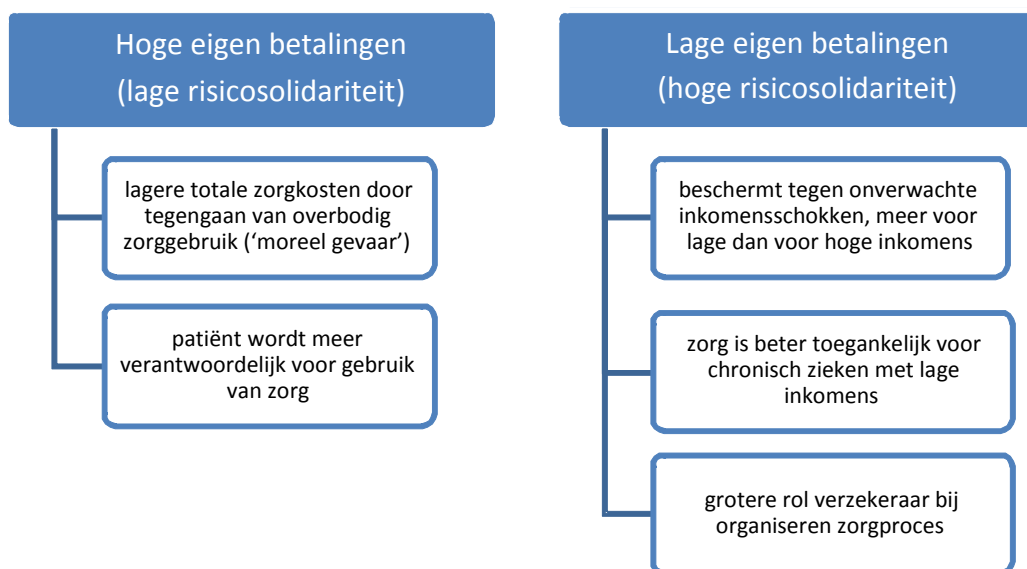 Hoge eigen betalingen
(lage risicosolidariteit)
lagere totale zorgkosten door
tegengaan van overbodig
zorggebruik (‘moreel gevaar’)
patiënt wordt meer
verantwoordelijk voor gebruik
van zorg
Lage eigen betalingen
(hoge risicosolidariteit)
beschermt tegen onverwachte
inkomensschokken, meer voor
lage dan voor hoge inkomens
zorg is beter toegankelijk voor
chronisch zieken met lage
inkomens
grotere rol verzekeraar bij
organiseren zorgproces